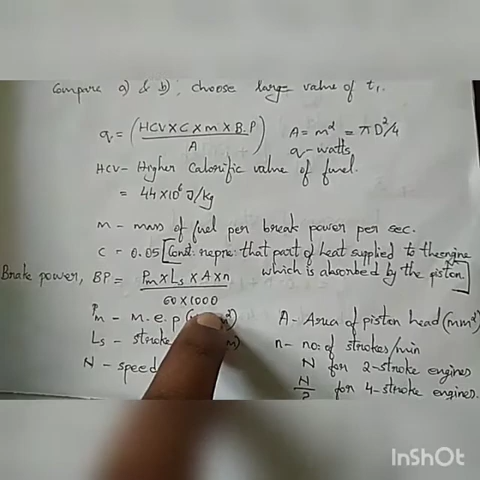 Compare a) & b); choose large value of t₁.
q = (HCV X C X m X B.P / A) A = m² = πD²/4
q - watts
HCV - Higher Calorific value of fuel.
= 44 X 10⁶ J/kg
m - mass of fuel per break power per sec.
C = 0.05 [Const. repre: that part of heat supplied to the engine
which is absorbed by the piston]
Brake power, BP = Pm X Ls X A X n / 60 X 1000
Pm - m.e.p A - Area of piston head (mm²)
Ls - stroke n - no: of strokes/min
N - speed N for 2-stroke engines
N/2 for 4-stroke engines.
InShOt